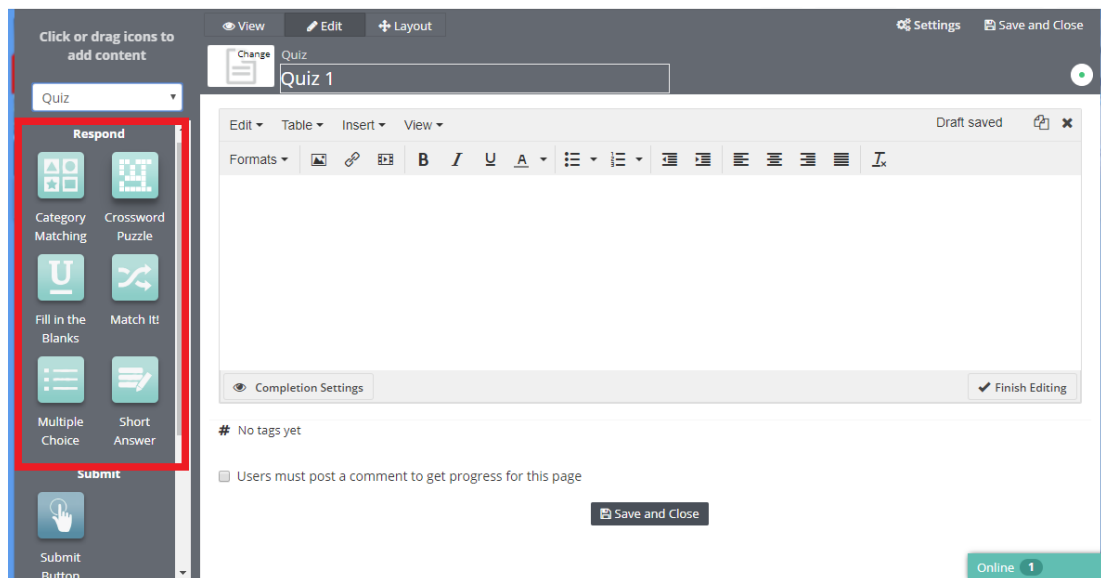 Click or drag icons to
add content
Quiz
Respond
Category
Matching
Crossword
Puzzle
Fill in the
Blanks
Match It!
Multiple
Choice
Short
Answer
Submit
Submit
Button
View Edit Layout Settings Save and Close
Change
Quiz
Quiz 1
Edit Table Insert View Draft saved
Formats B I U A
Completion Settings Finish Editing
# No tags yet
Users must post a comment to get progress for this page
Save and Close
Online 1